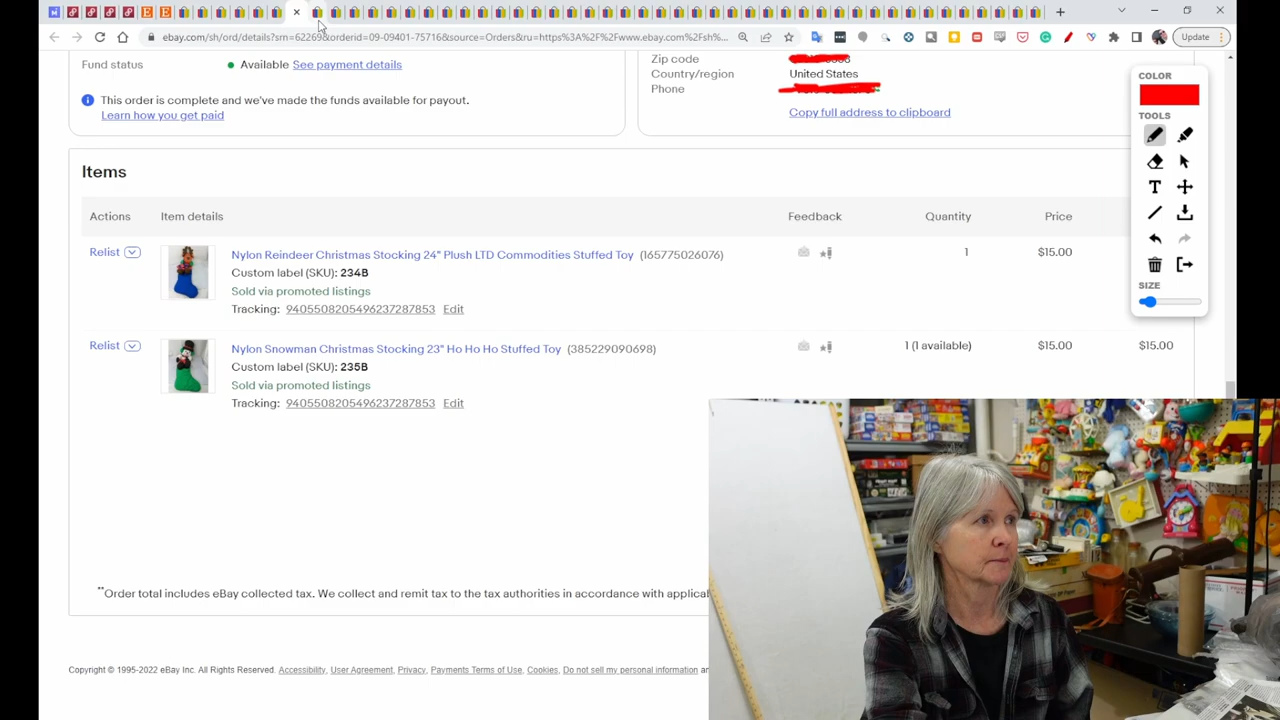 ebay.com/sh/ord/details?srn=62269&orderid=09-09401-75716&source=Orders&ru=https%3A%2F%2Fwww.ebay.com%2Fsh%...
Update
Fund status
Available See payment details
This order is complete and we've made the funds available for payout.
Learn how you get paid
Zip code
Country/region
United States
Phone
Copy full address to clipboard
COLOR
TOOLS
T
SIZE
Items
Actions
Item details
Feedback
Quantity
Price
Relist
Nylon Reindeer Christmas Stocking 24" Plush LTD Commodities Stuffed Toy (165775026076)
1
$15.00
Custom label (SKU): 234B
Sold via promoted listings
Tracking: 9405508205496237287853 Edit
Relist
Nylon Snowman Christmas Stocking 23" Ho Ho Ho Stuffed Toy (385229090698)
1 (1 available)
$15.00
$15.00
Custom label (SKU): 235B
Sold via promoted listings
Tracking: 9405508205496237287853 Edit
**Order total includes eBay collected tax. We collect and remit tax to the tax authorities in accordance with
Copyright © 1995-2022 eBay Inc. All Rights Reserved. Accessibility, User Agreement, Privacy, Payments Terms of Use, Cookies, Do not sell my personal information